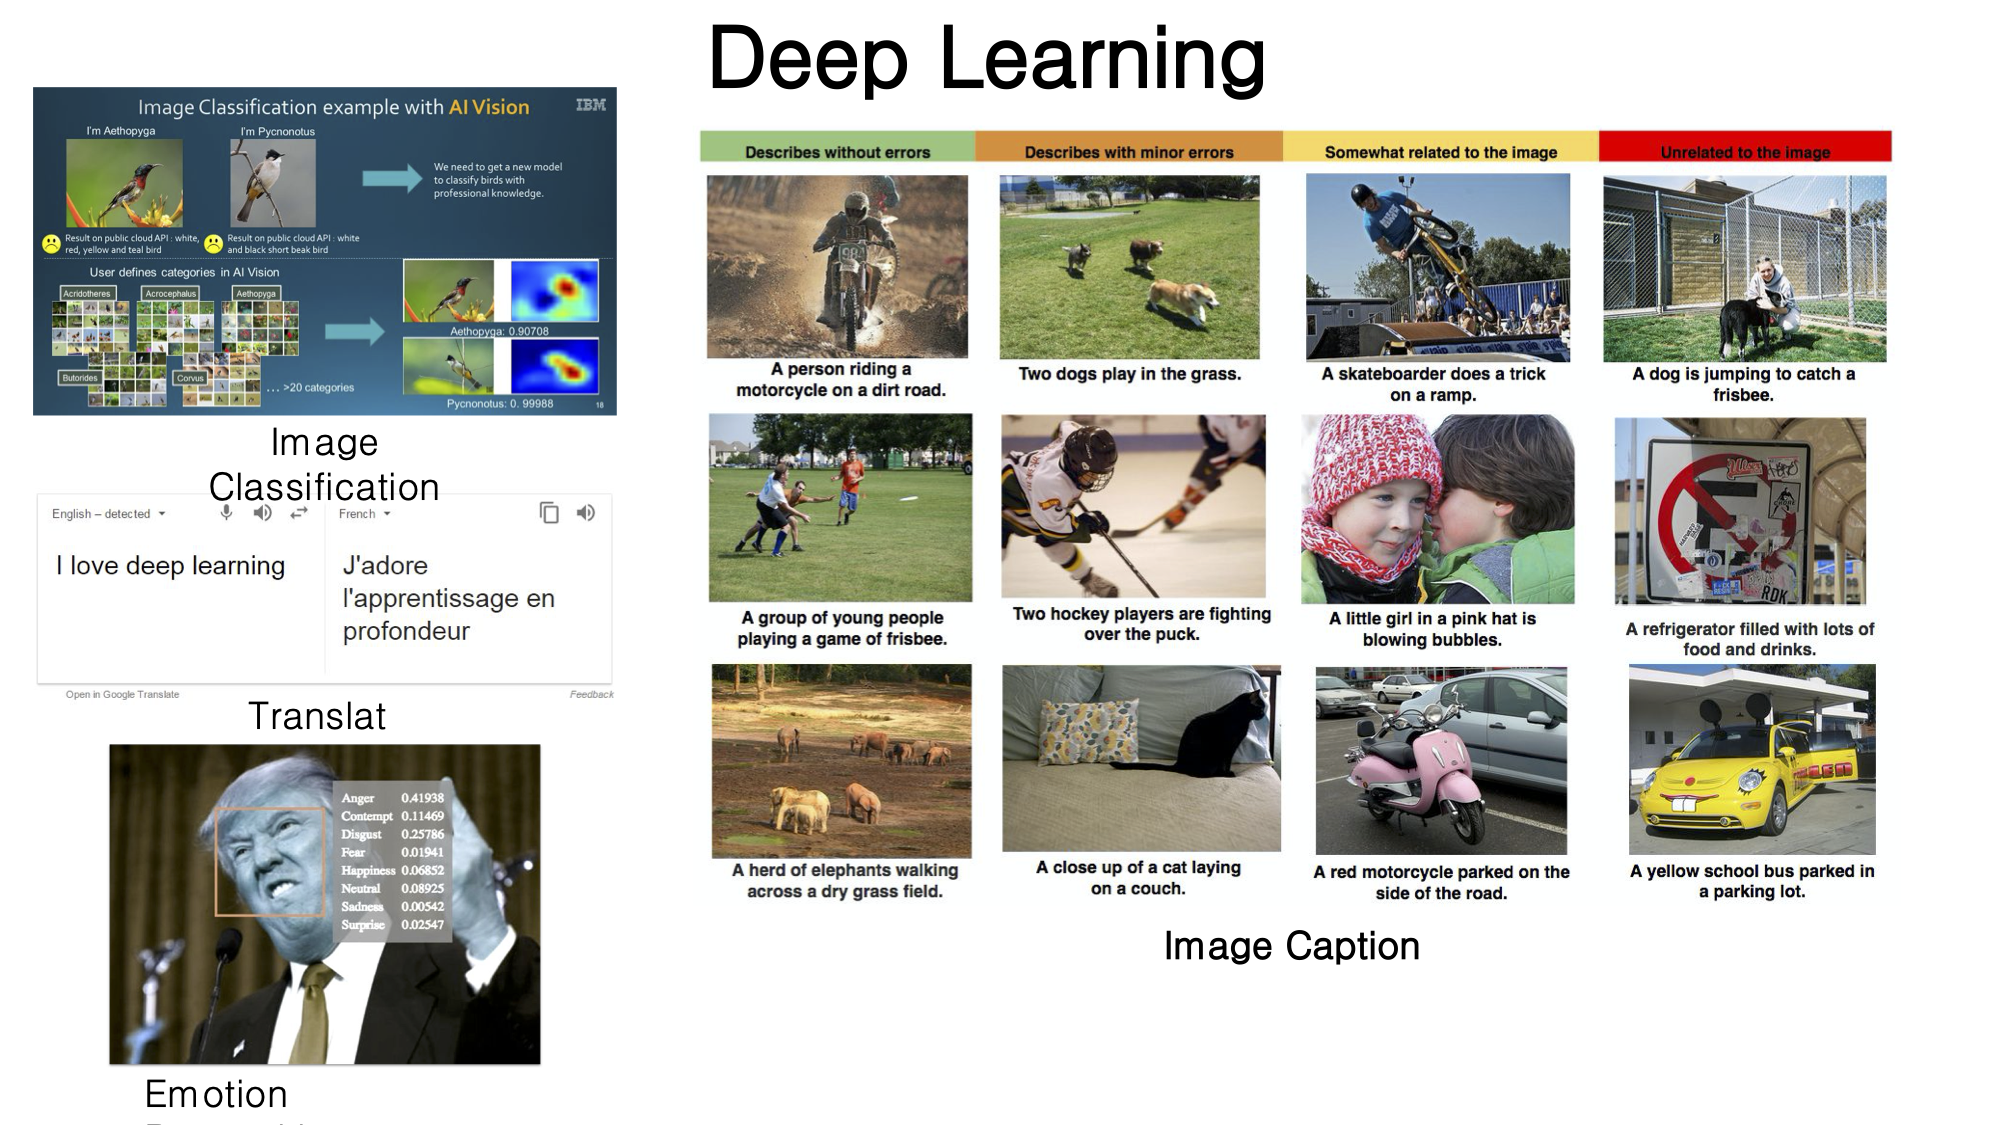 Deep Learning
Image Classification example with AI Vision
IBM
I'm Aethopyga
I'm Pycnonotus
We need to get a new model
to classify birds with
professional knowledge.
Result on public cloud API : white,
red, yellow and teal bird
Result on public cloud API : white
and black short beak bird
User defines categories in AI Vision
Acridotheres
Acrocephalus
Aethopyga
Butorides
Corvus
... >20 categories
Aethopyga: 0.90708
Pycnonotus: 0. 99988
18
Image
Classification
English – detected
French
I love deep learning
J'adore
l'apprentissage en
profondeur
Open in Google Translate
Feedback
Translat
Anger 0.41938
Contempt 0.11469
Disgust 0.25786
Fear 0.01941
Happiness 0.06852
Neutral 0.08925
Sadness 0.00542
Surprise 0.02547
Emotion
Describes without errors
Describes with minor errors
Somewhat related to the image
Unrelated to the image
A person riding a
motorcycle on a dirt road.
Two dogs play in the grass.
A skateboarder does a trick
on a ramp.
A dog is jumping to catch a
frisbee.
A group of young people
playing a game of frisbee.
Two hockey players are fighting
over the puck.
A little girl in a pink hat is
blowing bubbles.
RDK
A refrigerator filled with lots of
food and drinks.
A herd of elephants walking
across a dry grass field.
A close up of a cat laying
on a couch.
A red motorcycle parked on the
side of the road.
A yellow school bus parked in
a parking lot.
Image Caption